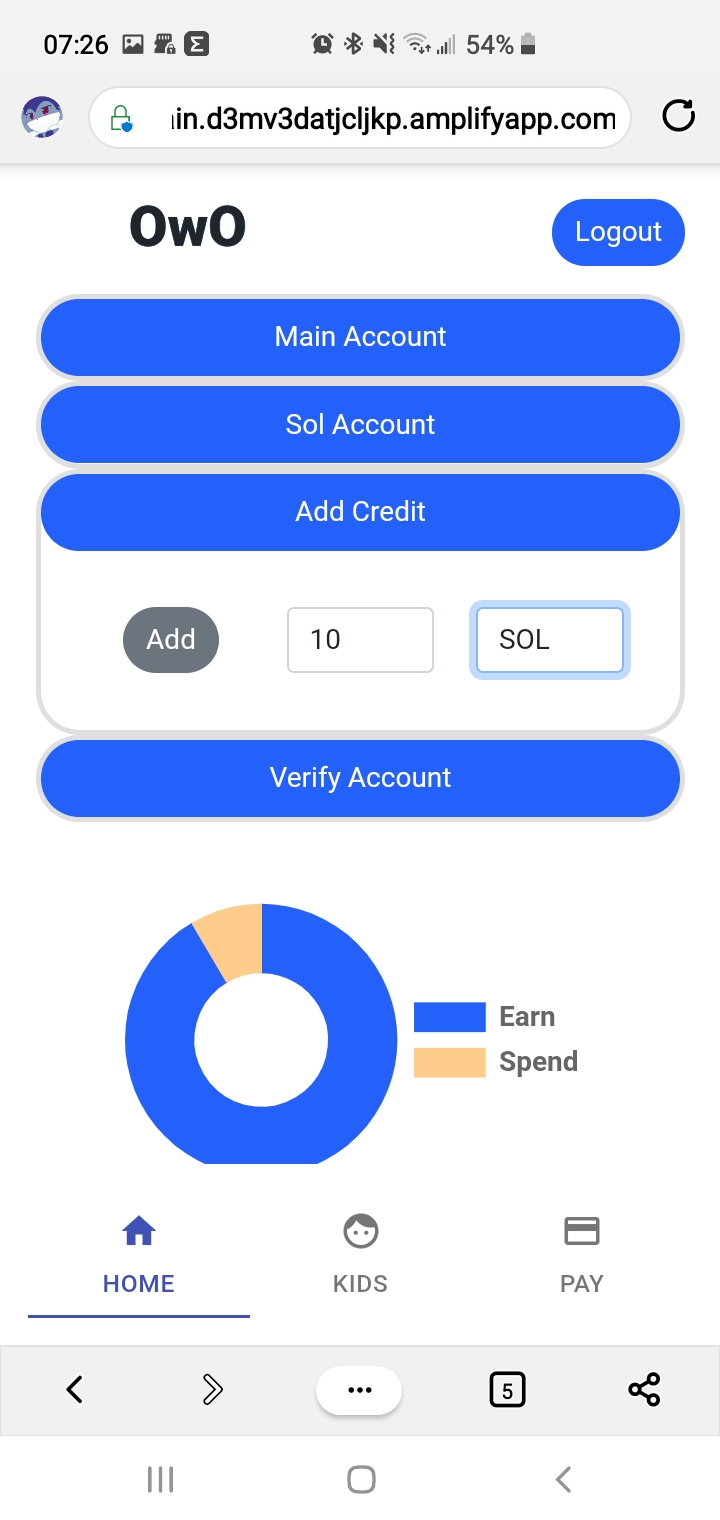 07:26 54%
in.d3mv3datjcljkp.amplifyapp.com
OwO
Logout
Main Account
Sol Account
Add Credit
Add 10 SOL
Verify Account
Earn
Spend
HOME KIDS PAY
5